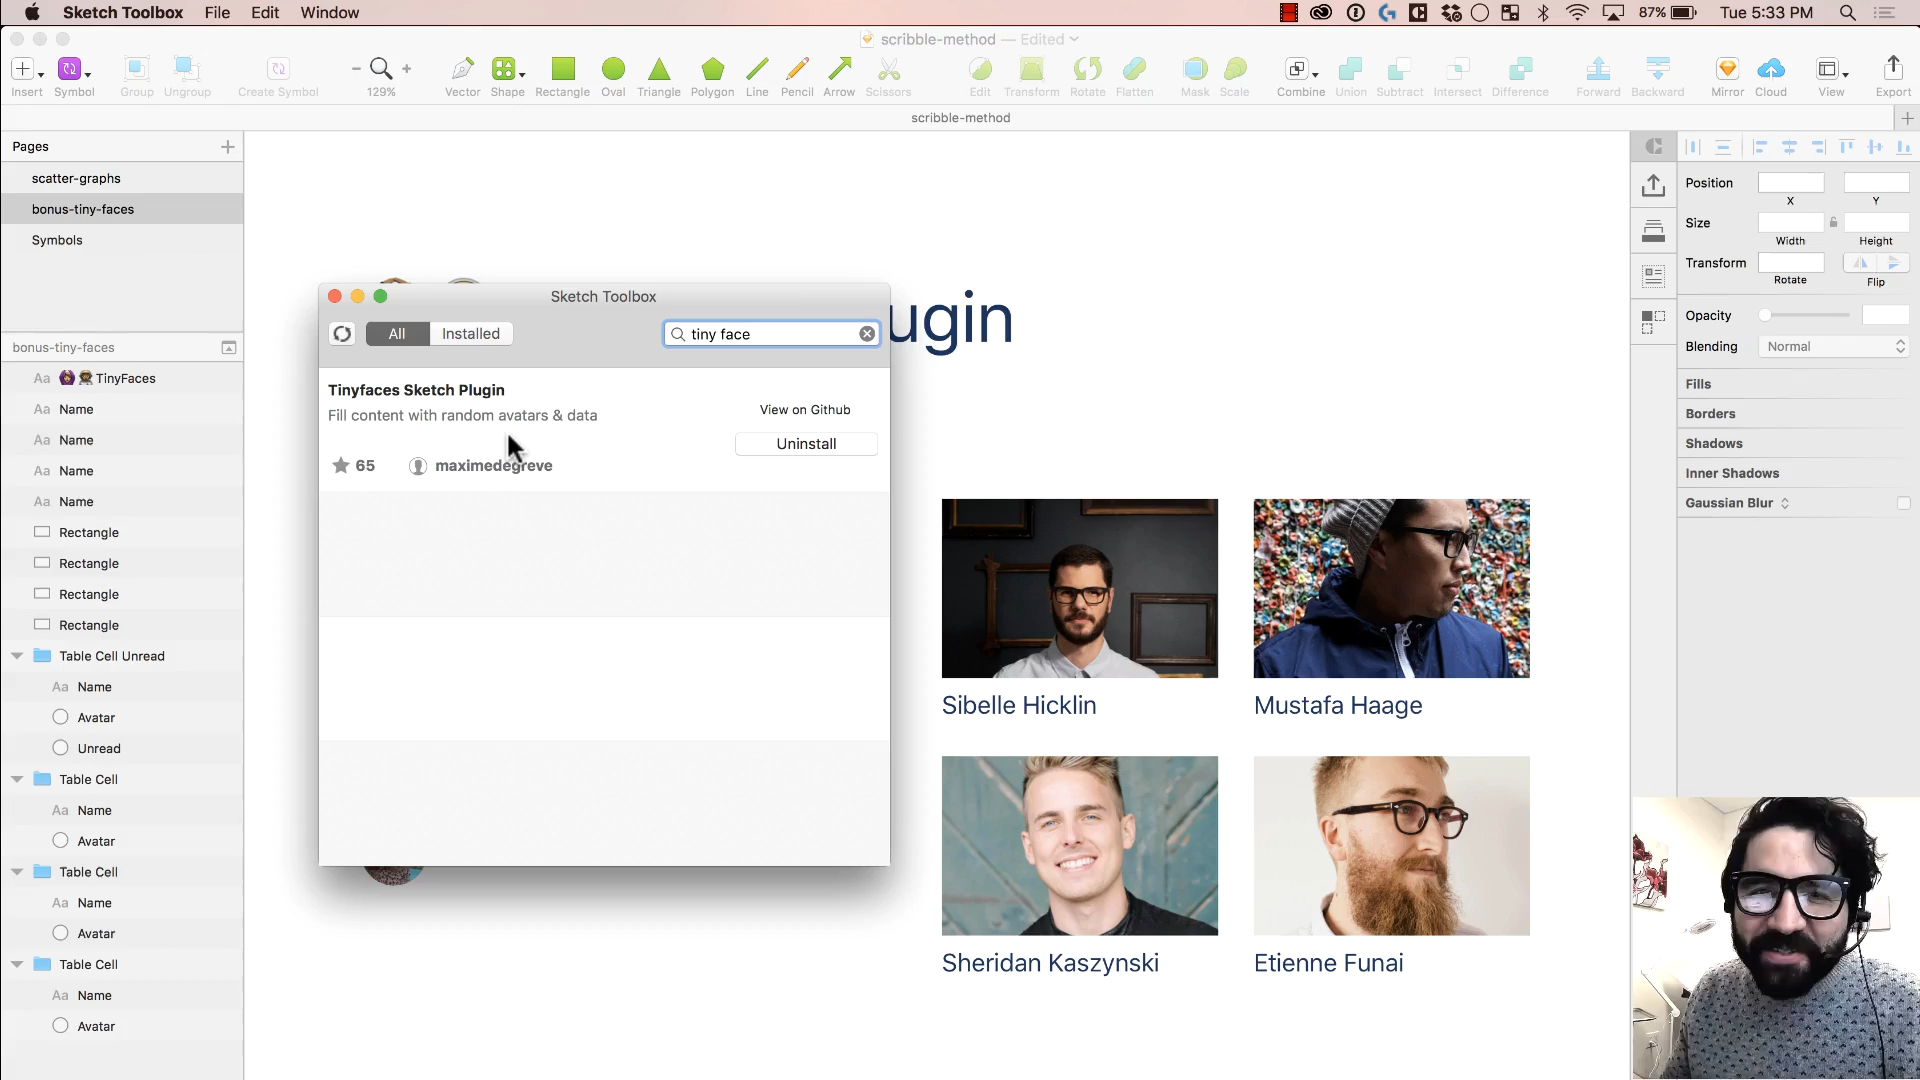 Sketch Toolbox File Edit Window 87% Tue 5:33 PM
scribble-method — Edited
Insert Symbol Group Ungroup Create Symbol 129% Vector Shape Rectangle Oval Triangle Polygon Line Pencil Arrow Scissors Edit Transform Rotate Flatten Mask Scale Combine Union Subtract Intersect Difference Forward Backward Mirror Cloud View Export
scribble-method
Pages
scatter-graphs
bonus-tiny-faces
Symbols
bonus-tiny-faces
Aa TinyFaces
Aa Name
Aa Name
Aa Name
Aa Name
Rectangle
Rectangle
Rectangle
Rectangle
Table Cell Unread
Aa Name
Avatar
Unread
Table Cell
Aa Name
Avatar
Table Cell
Aa Name
Avatar
Table Cell
Aa Name
Avatar
Sketch Toolbox
All Installed tiny face
Tinyfaces Sketch Plugin
Fill content with random avatars & data
View on Github
Uninstall
65 maximedegreve
ugin
Sibelle Hicklin
Mustafa Haage
Sheridan Kaszynski
Etienne Funai
Position
X Y
Size
Width Height
Transform
Rotate Flip
Opacity
Blending Normal
Fills
Borders
Shadows
Inner Shadows
Gaussian Blur